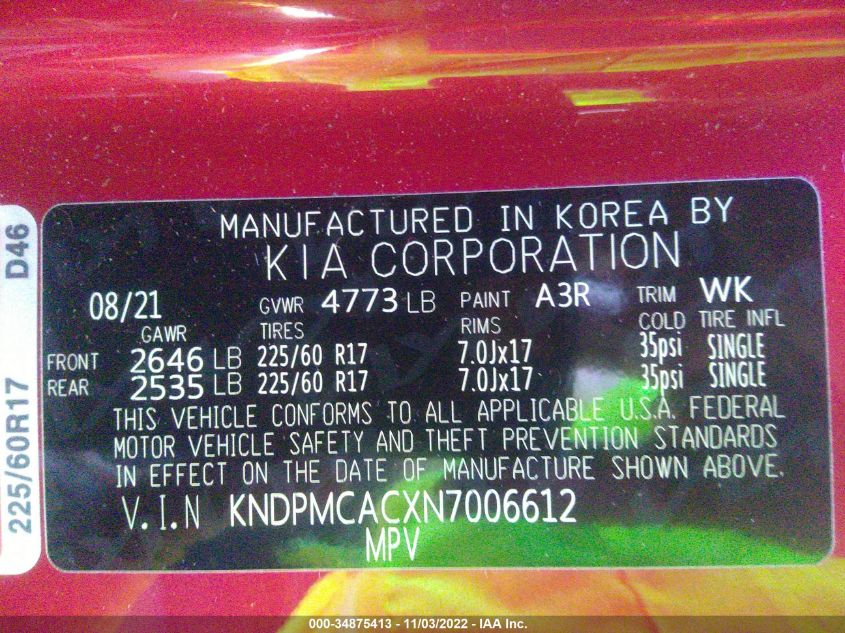 MANUFACTURED IN KOREA BY
KIA CORPORATION
08/21 GVWR 4773 LB PAINT A3R TRIM WK
GAWR TIRES RIMS COLD TIRE INFL
FRONT 2646 LB 225/60 R17 7.0Jx17 35psi SINGLE
REAR 2535 LB 225/60 R17 7.0Jx17 35psi SINGLE
THIS VEHICLE CONFORMS TO ALL APPLICABLE U.S.A. FEDERAL
MOTOR VEHICLE SAFETY AND THEFT PREVENTION STANDARDS
IN EFFECT ON THE DATE OF MANUFACTURE SHOWN ABOVE.
V.I.N KNDPMCACXN7006612
MPV
225/60R17 D46
000-34875413 - 11/03/2022 - IAA Inc.